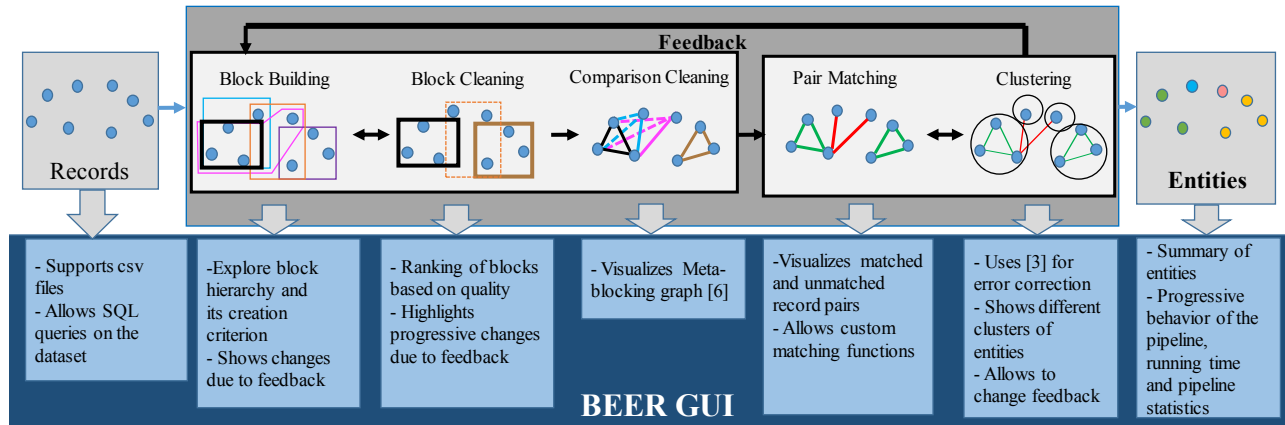 Feedback
Records
Block Building
Block Cleaning
Comparison Cleaning
Pair Matching
Clustering
Entities
- Supports csv
files
- Allows SQL
queries on the
dataset
-Explore block
hierarchy and
its creation
criterion
- Shows changes
due to feedback
- Ranking of blocks
based on quality
- Highlights
progressive changes
due to feedback
- Visualizes Meta-
blocking graph [6]
-Visualizes matched
and unmatched
record pairs
- Allows custom
matching functions
- Uses [3] for
error correction
- Shows different
clusters of
entities
- Allows to
change feedback
- Summary of
entities
- Progressive
behavior of the
pipeline,
running time
and pipeline
statistics
BEER GUI